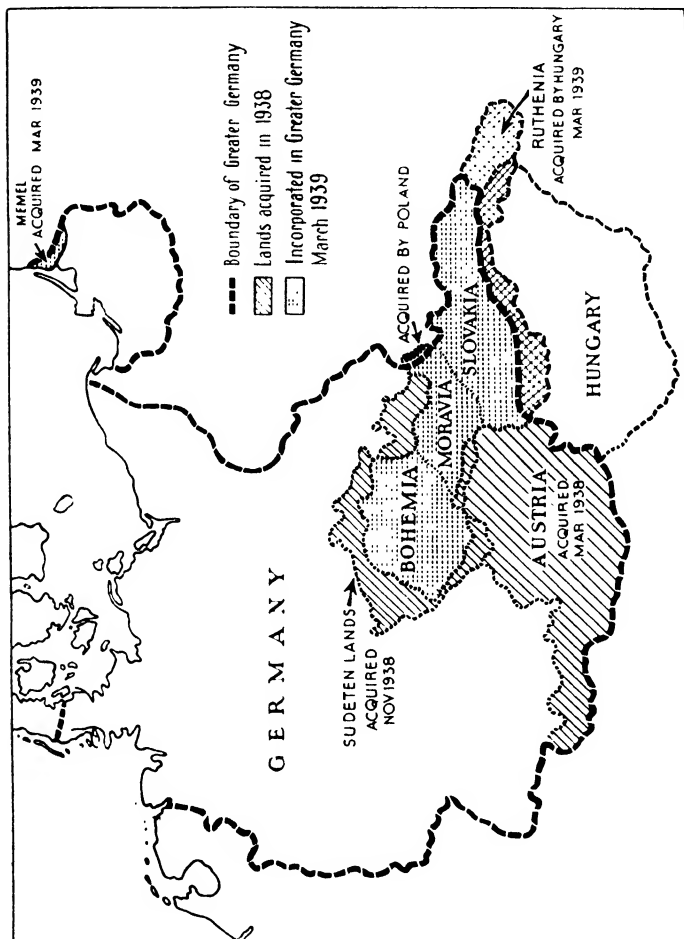 MEMEL
ACQUIRED MAR 1939
Boundary of Greater Germany
Lands acquired in 1938
Incorporated in Greater Germany
March 1939
GERMANY
SUDETEN LANDS
ACQUIRED
NOV 1938
BOHEMIA
MORAVIA
SLOVAKIA
ACQUIRED BY POLAND
RUTHENIA
ACQUIRED BY HUNGARY
MAR 1939
AUSTRIA
ACQUIRED
MAR 1938
HUNGARY